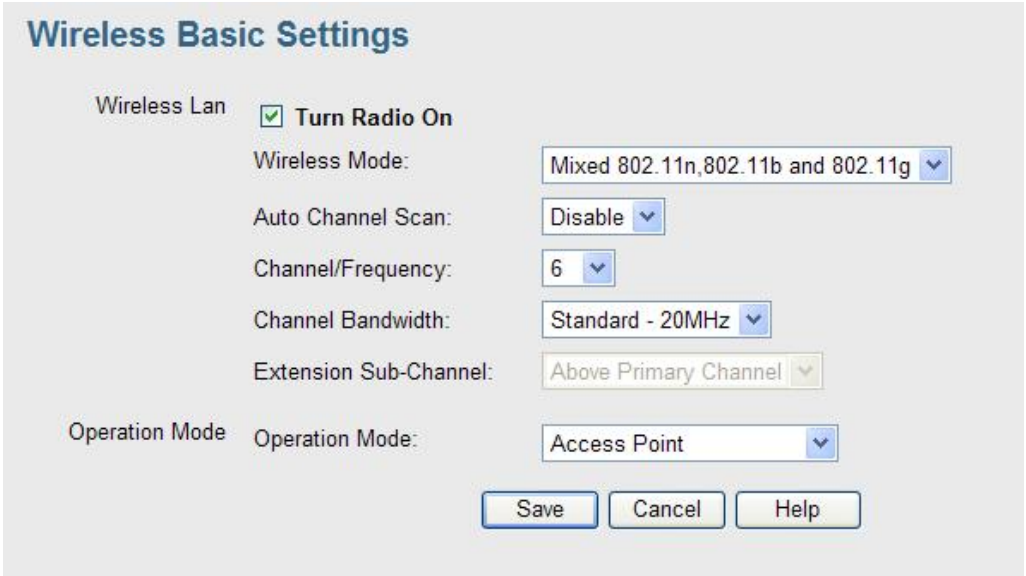 Wireless Basic Settings
Wireless Lan
Turn Radio On
Wireless Mode: Mixed 802.11n,802.11b and 802.11g
Auto Channel Scan: Disable
Channel/Frequency: 6
Channel Bandwidth: Standard - 20MHz
Extension Sub-Channel: Above Primary Channel
Operation Mode Operation Mode: Access Point
Save Cancel Help